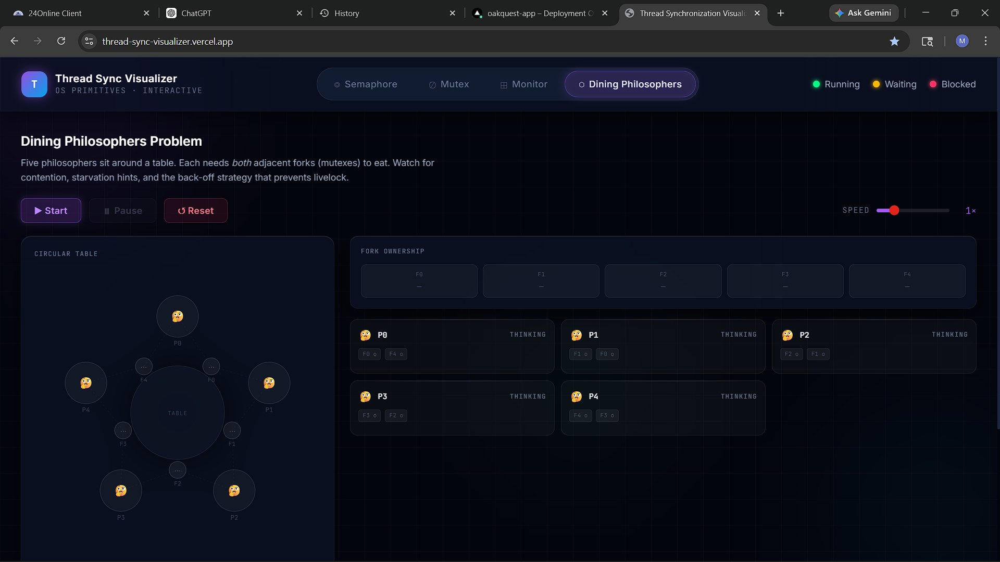 24Online Client
ChatGPT
History
oakquest-app – Deployment O
Thread Synchronization Visuali
Ask Gemini
thread-sync-visualizer.vercel.app
M
T
Thread Sync Visualizer
OS PRIMITIVES · INTERACTIVE
Semaphore
Mutex
Monitor
Dining Philosophers
Running
Waiting
Blocked
Dining Philosophers Problem
Five philosophers sit around a table. Each needs both adjacent forks (mutexes) to eat. Watch for
contention, starvation hints, and the back-off strategy that prevents livelock.
▶ Start
⏸ Pause
↺ Reset
SPEED
1×
CIRCULAR TABLE
P0
... F4
... F0
P4
P1
TABLE
... F3
... F1
... F2
P3
P2
FORK OWNERSHIP
F0
—
F1
—
F2
—
F3
—
F4
—
P0 THINKING
F0 ○ F4 ○
P1 THINKING
F1 ○ F0 ○
P2 THINKING
F2 ○ F1 ○
P3 THINKING
F3 ○ F2 ○
P4 THINKING
F4 ○ F3 ○